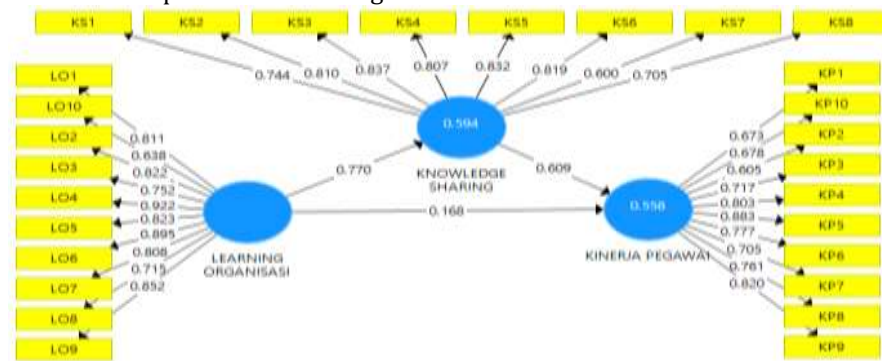 KS1 KS2 KS3 KS4 KS5 KS6 KS7 KS8
0.744 0.810 0.837 0.807 0.832 0.819 0.600 0.705
LO1
LO10
LO2
LO3
LO4
LO5
LO6
LO7
LO8
LO9
0.811
0.638
0.822
0.752
0.922
0.823
0.895
0.808
0.715
0.852
LEARNING
ORGANISASI
0.770
0.594
KNOWLEDGE
SHARING
0.609
0.168
0.558
KINERJA PEGAWAI
0.673
0.678
0.605
0.717
0.803
0.883
0.777
0.705
0.761
0.820
KP1
KP10
KP2
KP3
KP4
KP5
KP6
KP7
KP8
KP9